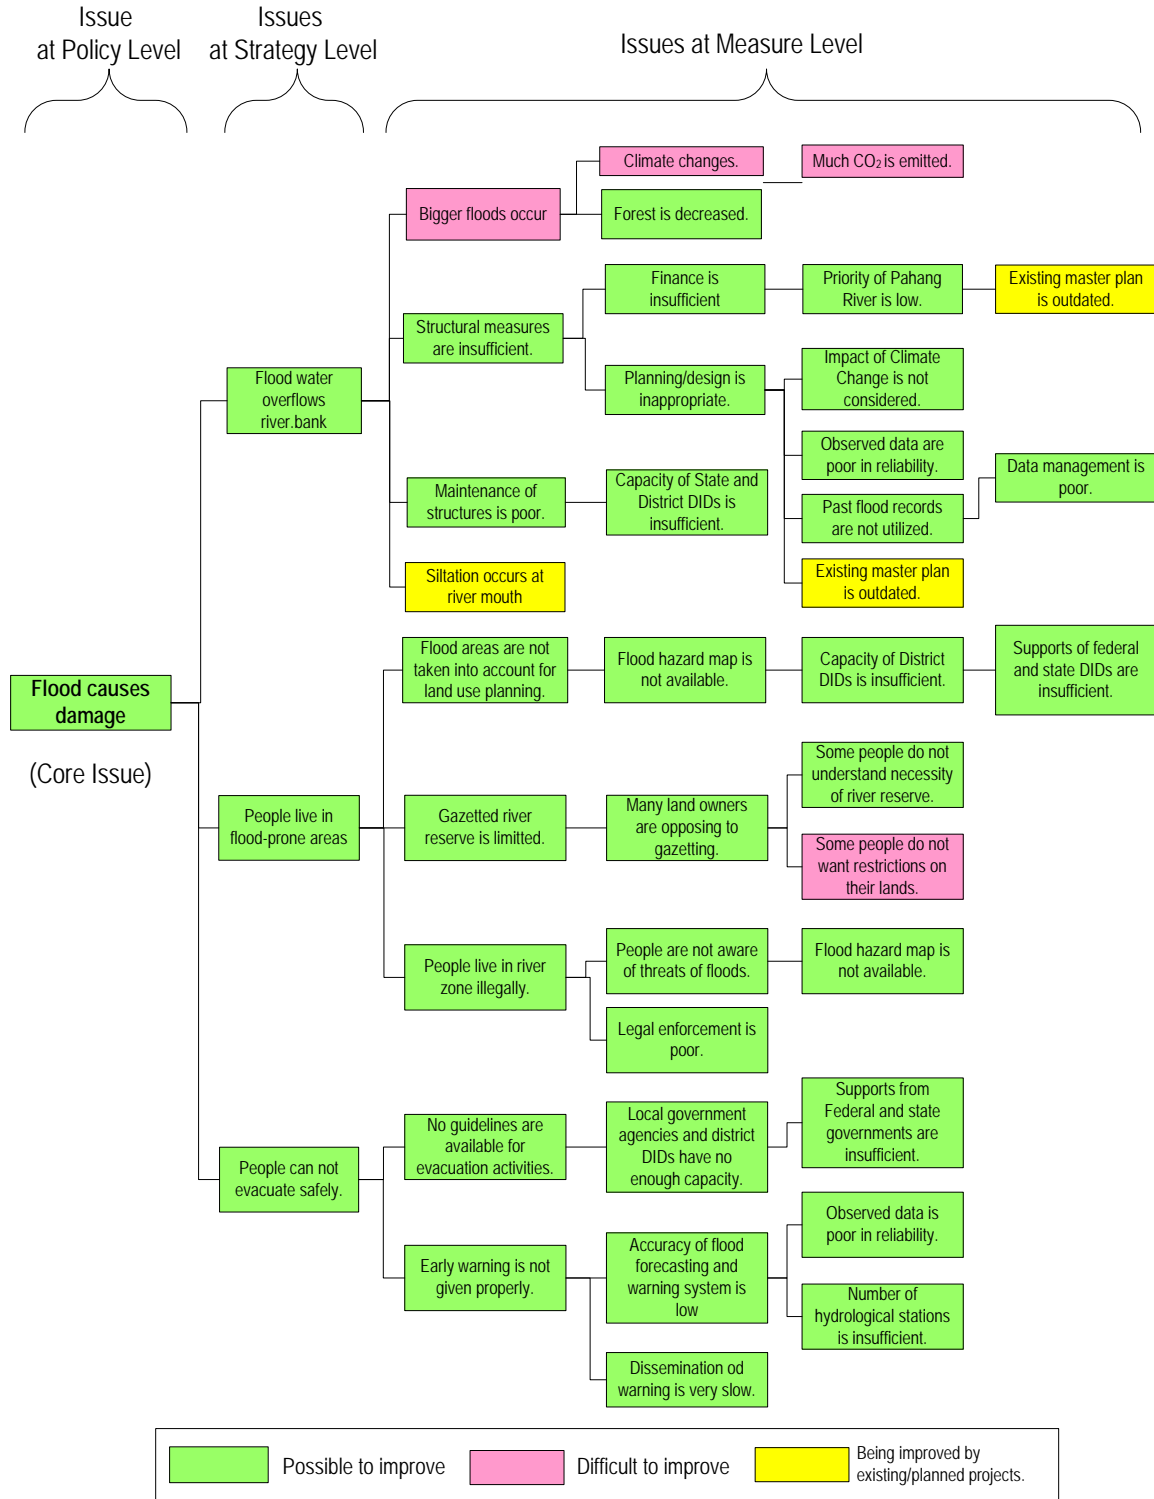 Issue
at Policy Level
Issues
at Strategy Level
Issues at Measure Level
Climate changes.
Much CO2 is emitted.
Bigger floods occur
Forest is decreased.
Finance is
insufficient
Priority of Pahang
River is low.
Existing master plan
is outdated.
Structural measures
are insufficient.
Planning/design is
inappropriate.
Impact of Climate
Change is not
considered.
Flood water
overflows
river.bank
Observed data are
poor in reliability.
Data management is
poor.
Maintenance of
structures is poor.
Capacity of State and
District DIDs is
insufficient.
Past flood records
are not utilized.
Siltation occurs at
river mouth
Existing master plan
is outdated.
Flood areas are not
taken into account for
land use planning.
Flood hazard map is
not available.
Capacity of District
DIDs is insufficient.
Supports of federal
and state DIDs are
insufficient.
Flood causes
damage
(Core Issue)
Some people do not
understand necessity
of river reserve.
People live in
flood-prone areas
Gazetted river
reserve is limitted.
Many land owners
are opposing to
gazetting.
Some people do not
want restrictions on
their lands.
People live in river
zone illegally.
People are not aware
of threats of floods.
Flood hazard map is
not available.
Legal enforcement is
poor.
No guidelines are
available for
evacuation activities.
Local government
agencies and district
DIDs have no
enough capacity.
Supports from
Federal and state
governments are
insufficient.
People can not
evacuate safely.
Observed data is
poor in reliability.
Early warning is not
given properly.
Accuracy of flood
forecasting and
warning system is
low
Number of
hydrological stations
is insufficient.
Dissemination od
warning is very slow.
Possible to improve
Difficult to improve
Being improved by
existing/planned projects.